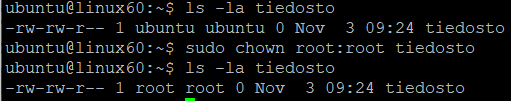 ubuntu@linux60:~$ ls -la tiedosto
-rw-rw-r-- 1 ubuntu ubuntu 0 Nov  3 09:24 tiedosto
ubuntu@linux60:~$ sudo chown root:root tiedosto
ubuntu@linux60:~$ ls -la tiedosto
-rw-rw-r-- 1 root root 0 Nov  3 09:24 tiedosto